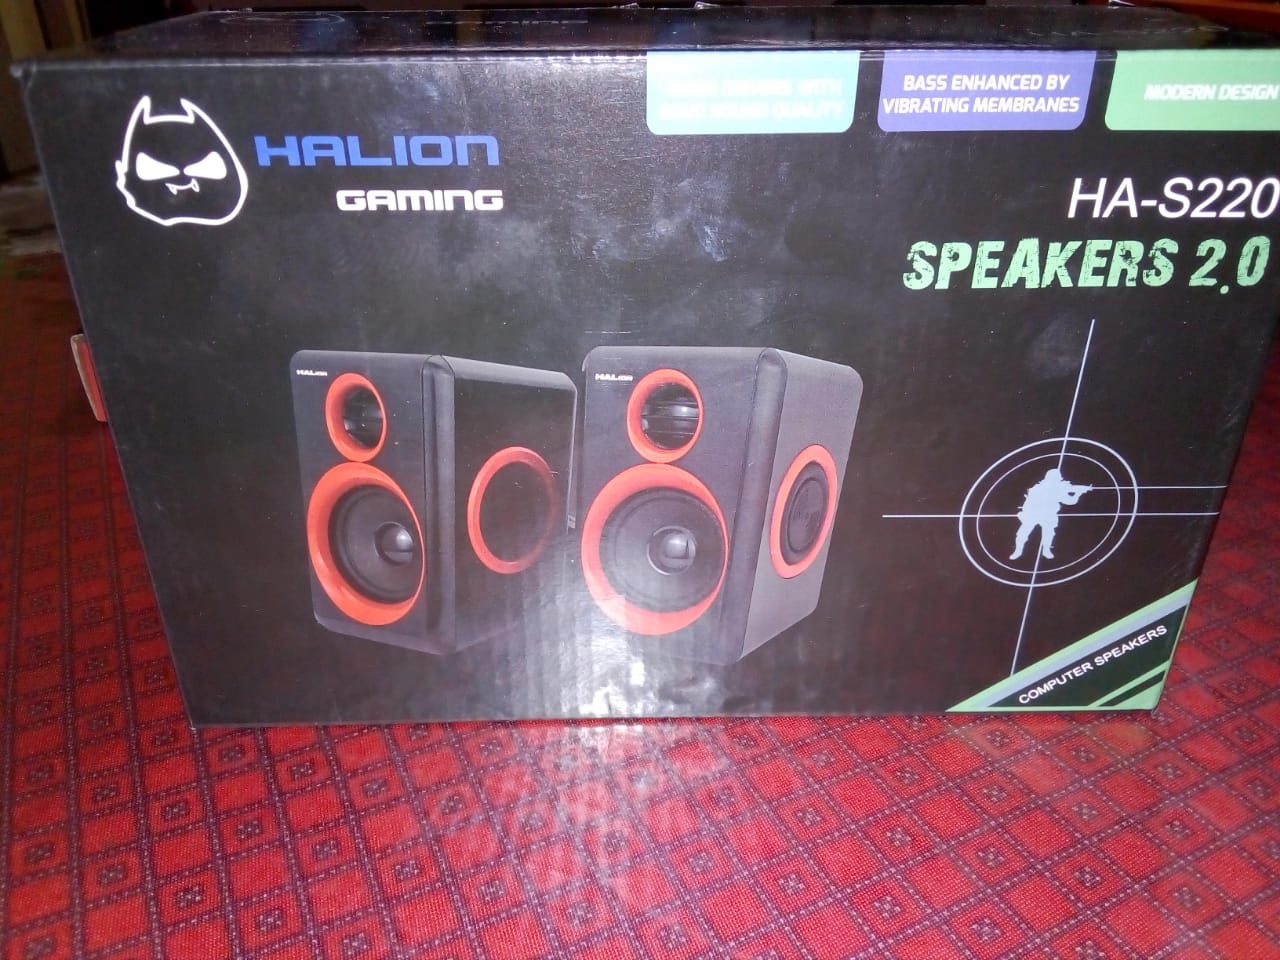 BASS ENHANCED BY
VIBRATING MEMBRANES
MODERN DESIGN
HALION
GAMING
HA-S220
SPEAKERS 2.0
HALION
HALION
COMPUTER SPEAKERS